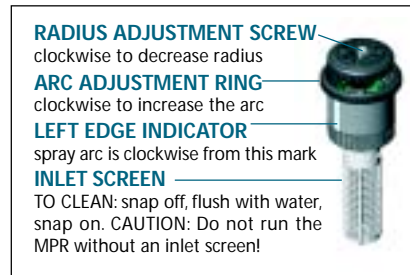 RADIUS ADJUSTMENT SCREW
clockwise to decrease radius
ARC ADJUSTMENT RING
clockwise to increase the arc
LEFT EDGE INDICATOR
spray arc is clockwise from this mark
INLET SCREEN
TO CLEAN: snap off, flush with water,
snap on. CAUTION: Do not run the
MPR without an inlet screen!